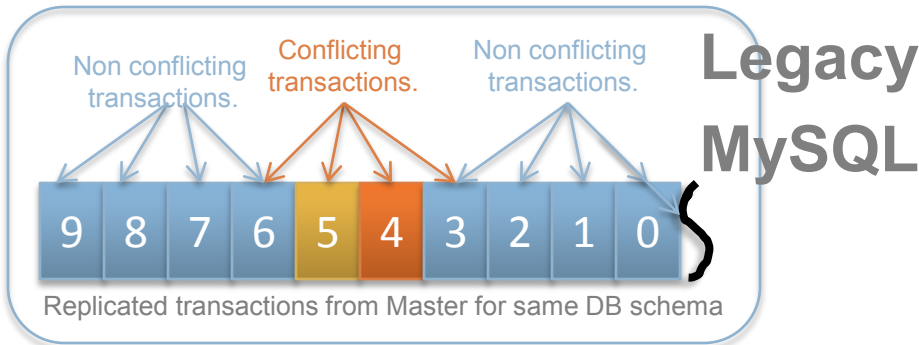 Non conflicting
transactions.
Conflicting
transactions.
Non conflicting
transactions.
Legacy
MySQL
9 8 7 6 5 4 3 2 1 0
Replicated transactions from Master for same DB schema